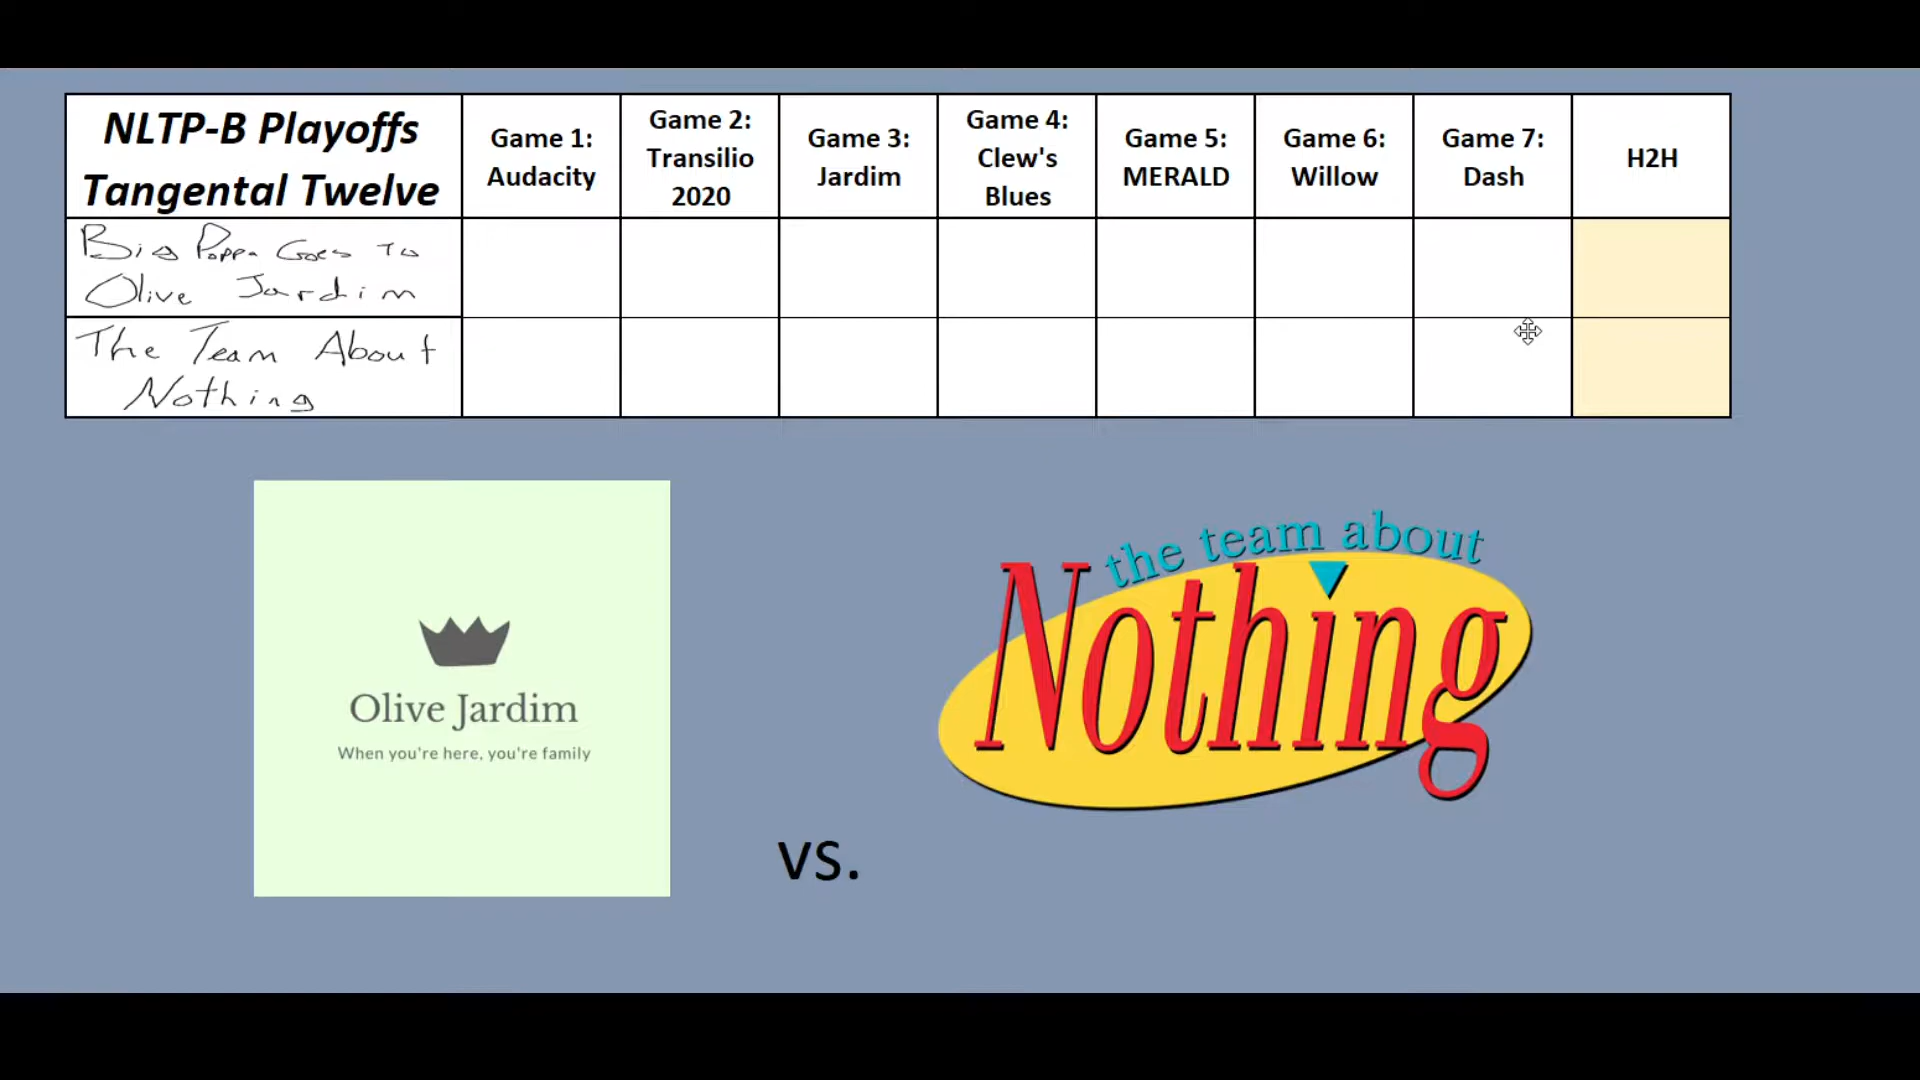 NLTP-B Playoffs
Tangental Twelve
Game 1:
Audacity
Game 2:
Transilio
2020
Game 3:
Jardim
Game 4:
Clew's
Blues
Game 5:
MERALD
Game 6:
Willow
Game 7:
Dash
H2H
Big Poppa Goes To
Olive Jardim
The Team About
Nothing
Olive Jardim
When you're here, you're family
vs.
the team about
Nothing